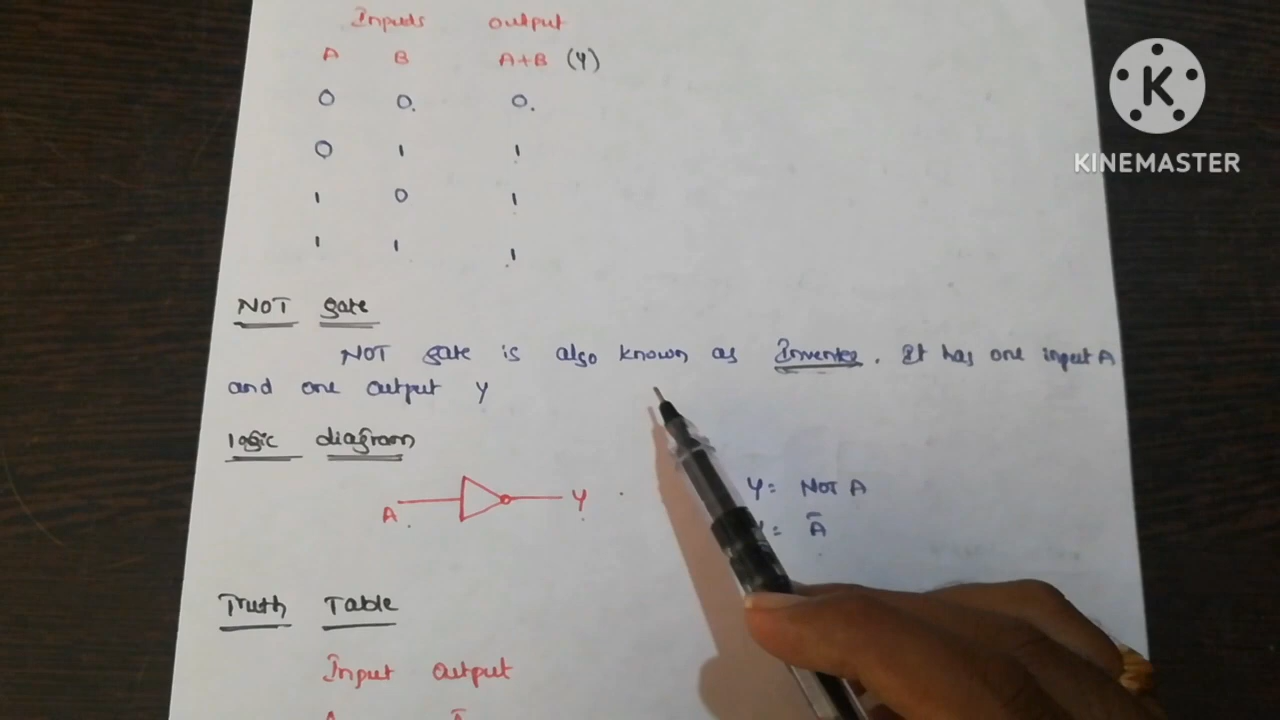 Inputs output
A B A+B (Y)
0 0. 0.
0 1 1
1 0 1
1 1 1
NOT gate
NOT gate is also known as Inverter. It has one input A
and one output Y
logic diagram
A Y
Y= NOT A
Y= Ā
Truth Table
Input output
K
KINEMASTER